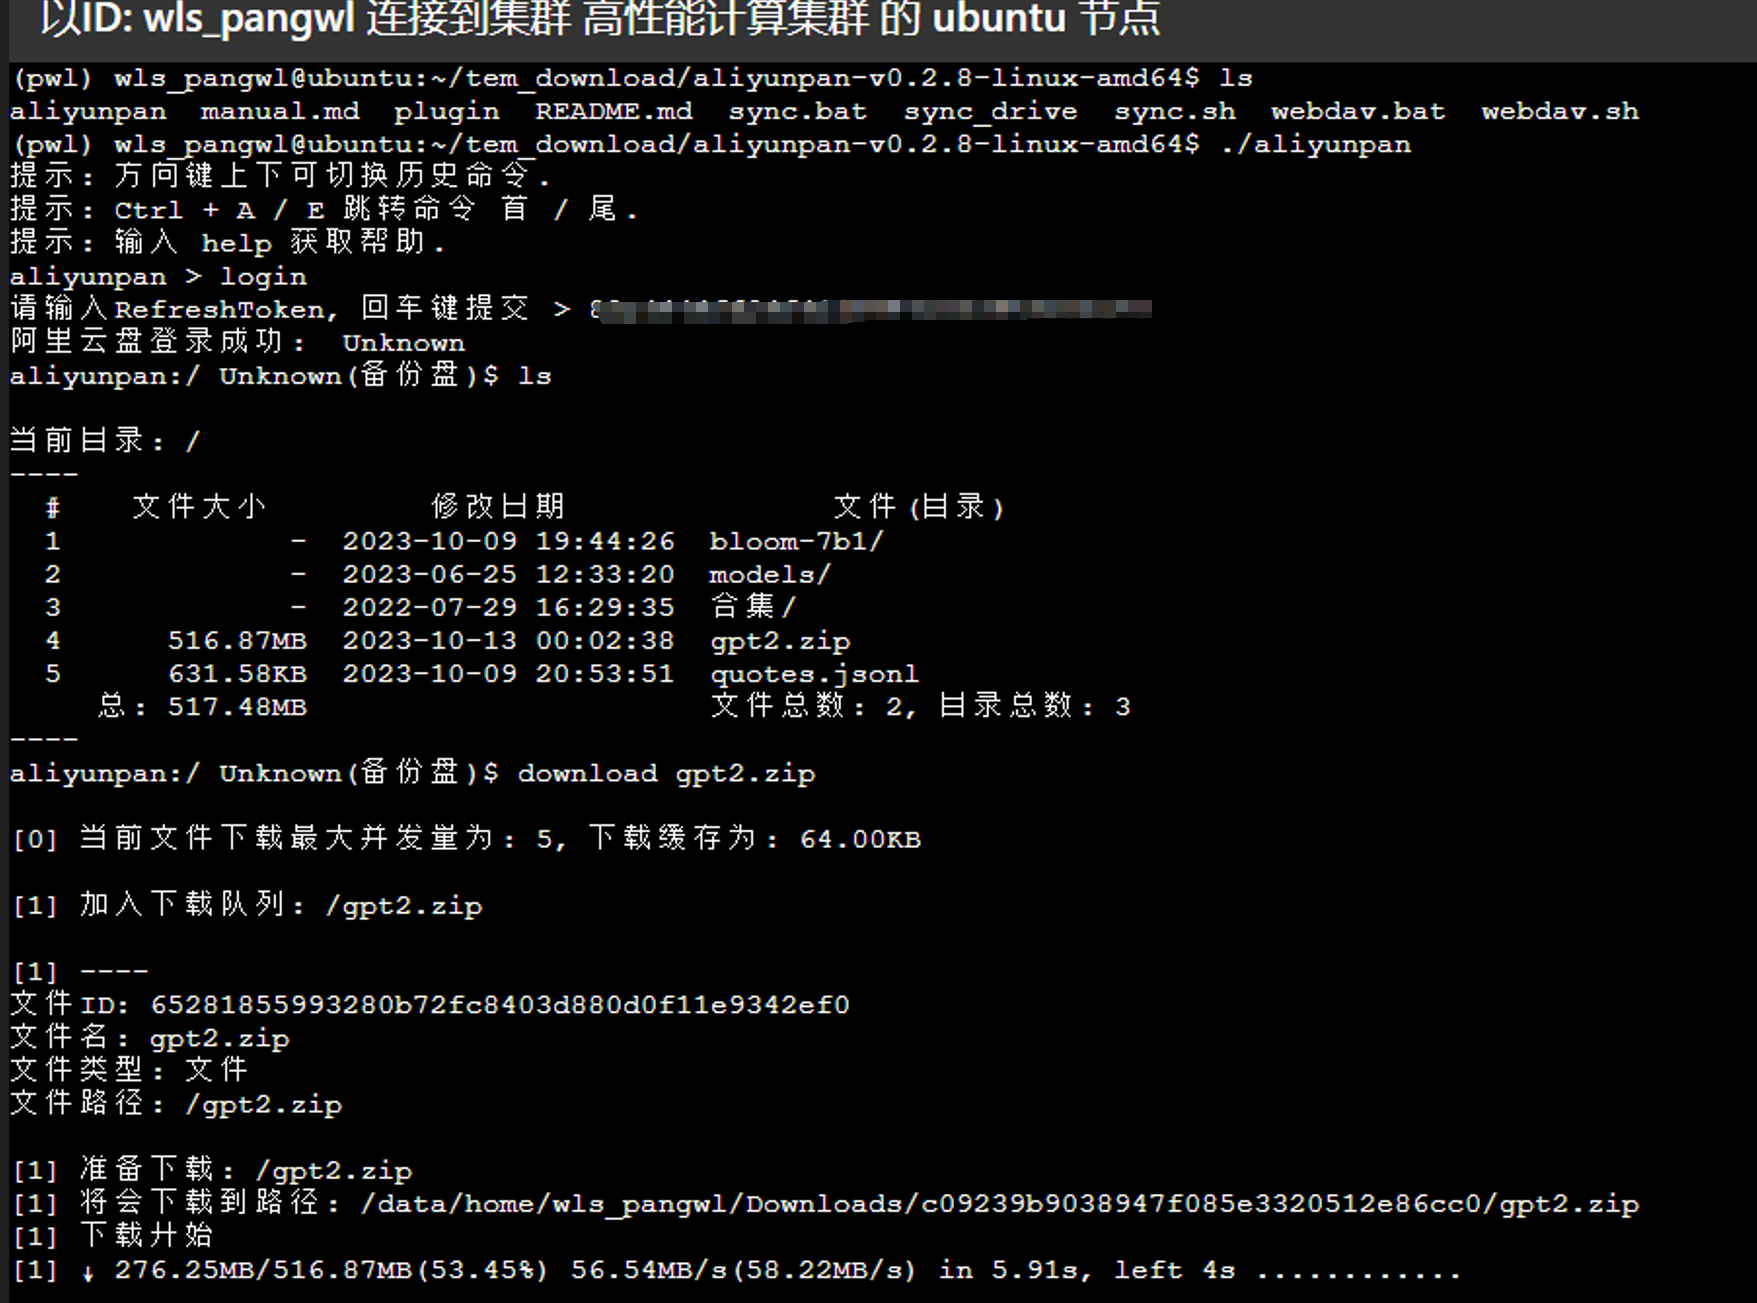 以ID: wls_pangwl 连接到集群 高性能计算集群 的 ubuntu 节点
(pwl) wls_pangwl@ubuntu:~/tem_download/aliyunpan-v0.2.8-linux-amd64$ ls
aliyunpan manual.md plugin README.md sync.bat sync_drive sync.sh webdav.bat webdav.sh
(pwl) wls_pangwl@ubuntu:~/tem_download/aliyunpan-v0.2.8-linux-amd64$ ./aliyunpan
提示: 方向键上下可切换历史命令.
提示: Ctrl + A / E 跳转命令 首 / 尾.
提示: 输入 help 获取帮助.
aliyunpan > login
请输入RefreshToken, 回车键提交 >
阿里云盘登录成功: Unknown
aliyunpan:/ Unknown(备份盘)$ ls
当前目录: /
----
# 文件大小 修改日期 文件(目录)
1 - 2023-10-09 19:44:26 bloom-7b1/
2 - 2023-06-25 12:33:20 models/
3 - 2022-07-29 16:29:35 合集/
4 516.87MB 2023-10-13 00:02:38 gpt2.zip
5 631.58KB 2023-10-09 20:53:51 quotes.jsonl
总: 517.48MB 文件总数: 2, 目录总数: 3
----
aliyunpan:/ Unknown(备份盘)$ download gpt2.zip
[0] 当前文件下载最大并发量为: 5, 下载缓存为: 64.00KB
[1] 加入下载队列: /gpt2.zip
[1] ----
文件ID: 65281855993280b72fc8403d880d0f11e9342ef0
文件名: gpt2.zip
文件类型: 文件
文件路径: /gpt2.zip
[1] 准备下载: /gpt2.zip
[1] 将会下载到路径: /data/home/wls_pangwl/Downloads/c09239b9038947f085e3320512e86cc0/gpt2.zip
[1] 下载开始
[1] ↓ 276.25MB/516.87MB(53.45%) 56.54MB/s(58.22MB/s) in 5.91s, left 4s ............